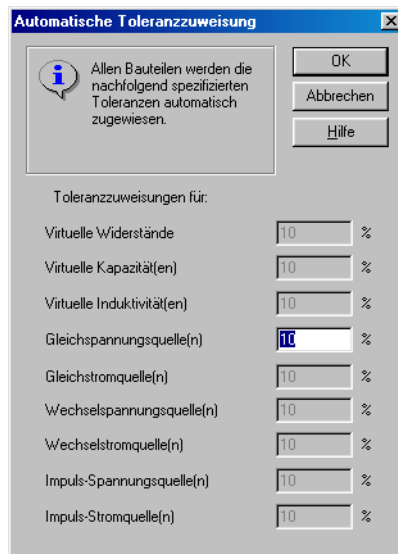 Automatische Toleranzzuweisung
Allen Bauteilen werden die
nachfolgend spezifizierten
Toleranzen automatisch
zugewiesen.
OK
Abbrechen
Hilfe
Toleranzzuweisungen für:
Virtuelle Widerstände 10 %
Virtuelle Kapazität(en) 10 %
Virtuelle Induktivität(en) 10 %
Gleichspannungsquelle(n) 10 %
Gleichstromquelle(n) 10 %
Wechselspannungsquelle(n) 10 %
Wechselstromquelle(n) 10 %
Impuls-Spannungsquelle(n) 10 %
Impuls-Stromquelle(n) 10 %